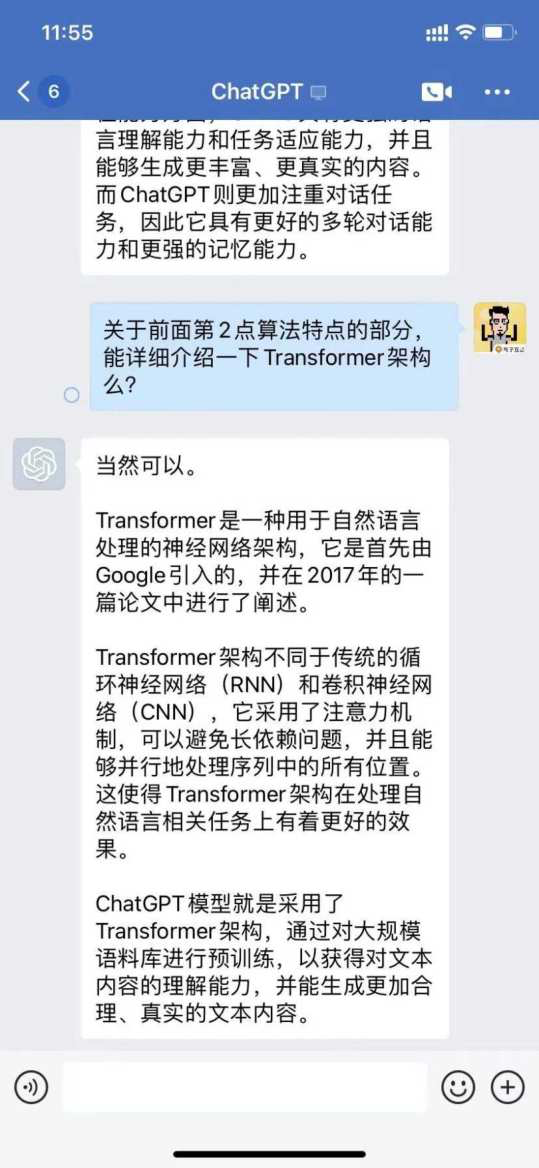 11:55
6
ChatGPT
言理解能力和任务适应能力，并且
能够生成更丰富、更真实的内容。
而ChatGPT则更加注重对话任
务，因此它具有更好的多轮对话能
力和更强的记忆能力。
关于前面第2点算法特点的部分，
能详细介绍一下Transformer架构
么？
当然可以。
Transformer是一种用于自然语言
处理的神经网络架构，它是首先由
Google引入的，并在2017年的一
篇论文中进行了阐述。
Transformer架构不同于传统的循
环神经网络（RNN）和卷积神经网
络（CNN），它采用了注意力机
制，可以避免长依赖问题，并且能
够并行地处理序列中的所有位置。
这使得Transformer架构在处理自
然语言相关任务上有着更好的效
果。
ChatGPT模型就是采用了
Transformer架构，通过对大规模
语料库进行预训练，以获得对文本
内容的理解能力，并能生成更加合
理、真实的文本内容。